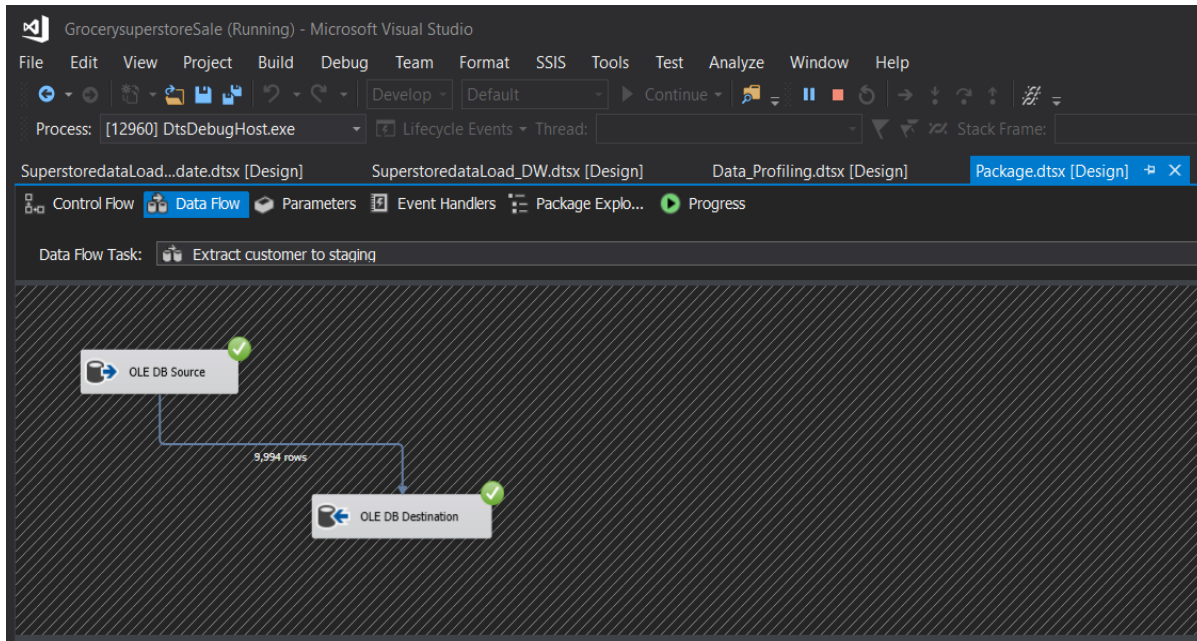 GrocerysuperstoreSale (Running) - Microsoft Visual Studio
File Edit View Project Build Debug Team Format SSIS Tools Test Analyze Window Help
Develop Default Continue
Process: [12960] DtsDebugHost.exe Lifecycle Events Thread: Stack Frame:
SuperstoredataLoad...date.dtsx [Design] SuperstoredataLoad_DW.dtsx [Design] Data_Profiling.dtsx [Design] Package.dtsx [Design]
Control Flow Data Flow Parameters Event Handlers Package Explo... Progress
Data Flow Task: Extract customer to staging
OLE DB Source
9,994 rows
OLE DB Destination